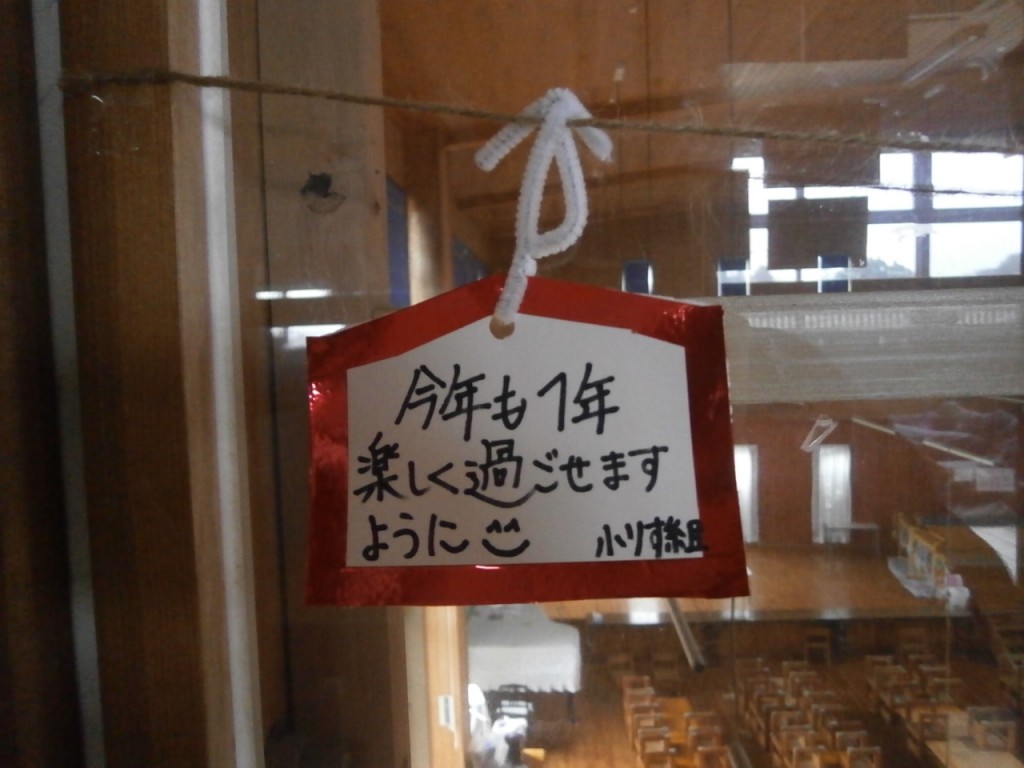 今年も1年
楽しく過ごせます
ように^^
小りす組